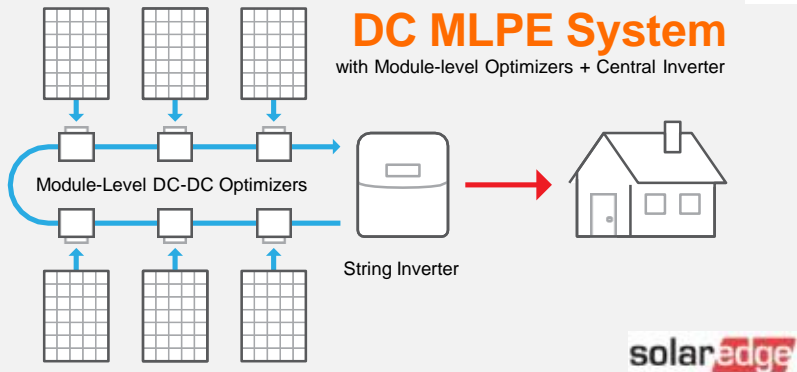 DC MLPE System
with Module-level Optimizers + Central Inverter
Module-Level DC-DC Optimizers
String Inverter
solaredge